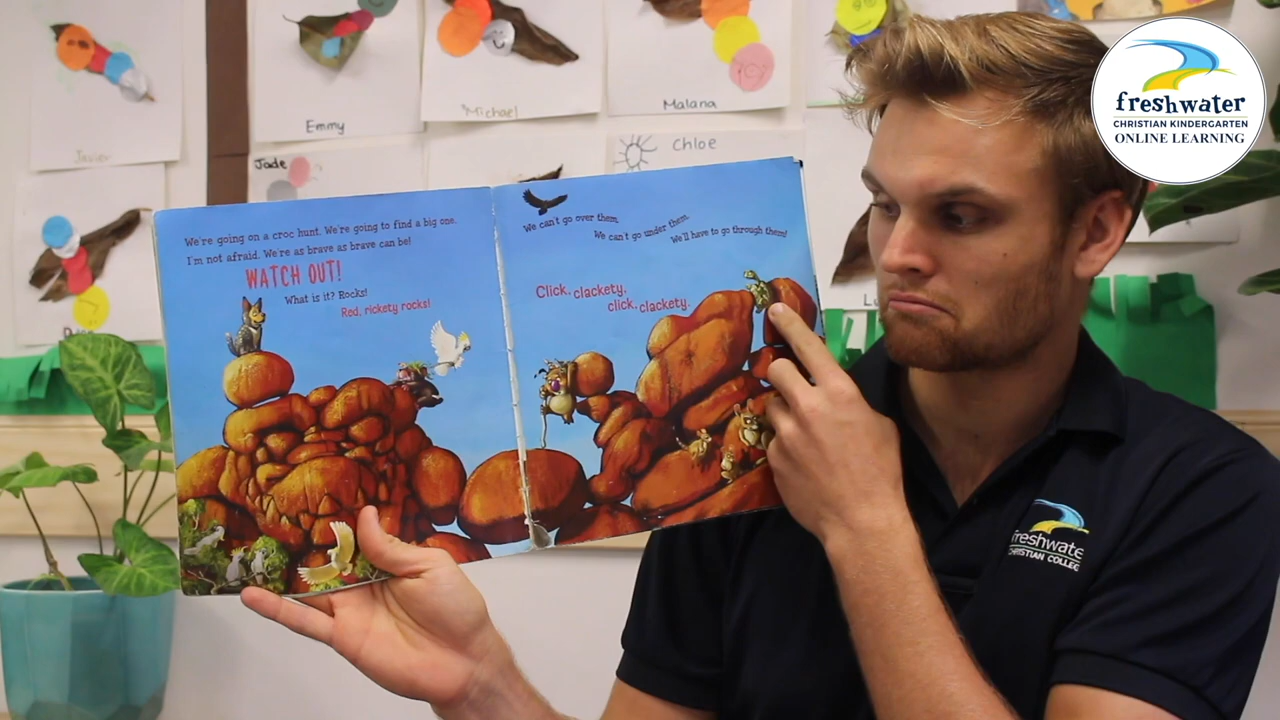 Emmy
Michael
Malana
Javier
Jade
Chloe
freshwater
CHRISTIAN KINDERGARTEN
ONLINE LEARNING
We're going on a croc hunt. We're going to find a big one.
I'm not afraid. We're as brave as brave can be!
WATCH OUT!
What is it? Rocks!
Red, rickety rocks!
We can't go over them.
We can't go under them.
We'll have to go through them!
Click, clackety,
click, clackety.
freshwate
CHRISTIAN COLLEG